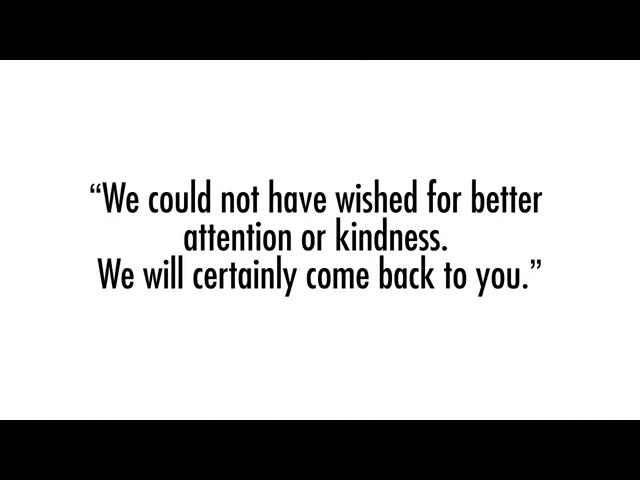 “We could not have wished for better
attention or kindness.
We will certainly come back to you.”